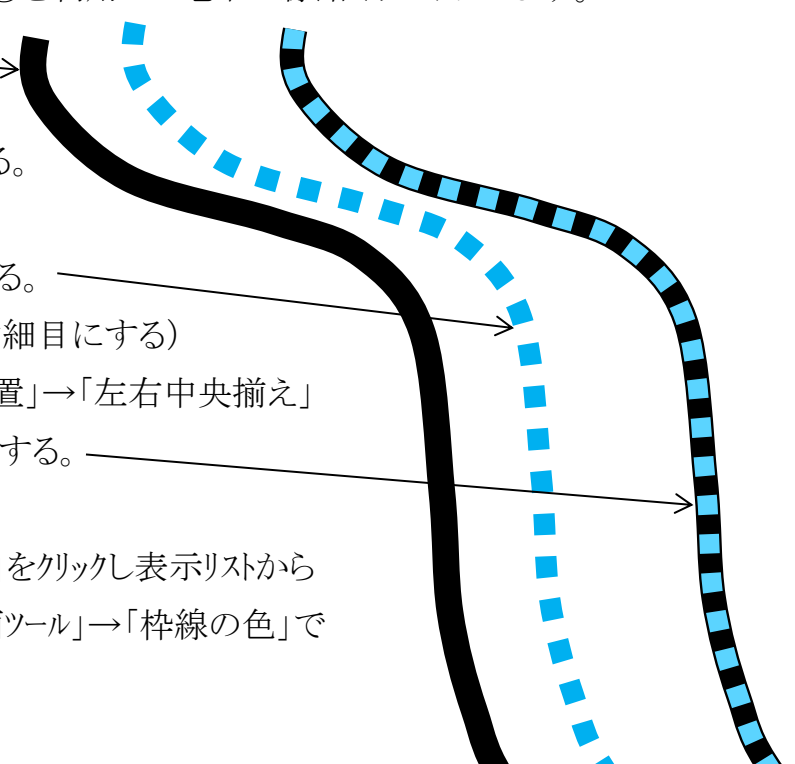 る。
る。
細目にする)
置」→「左右中央揃え」
する。
をクリックし表示リストから
ツール」→「枠線の色」で